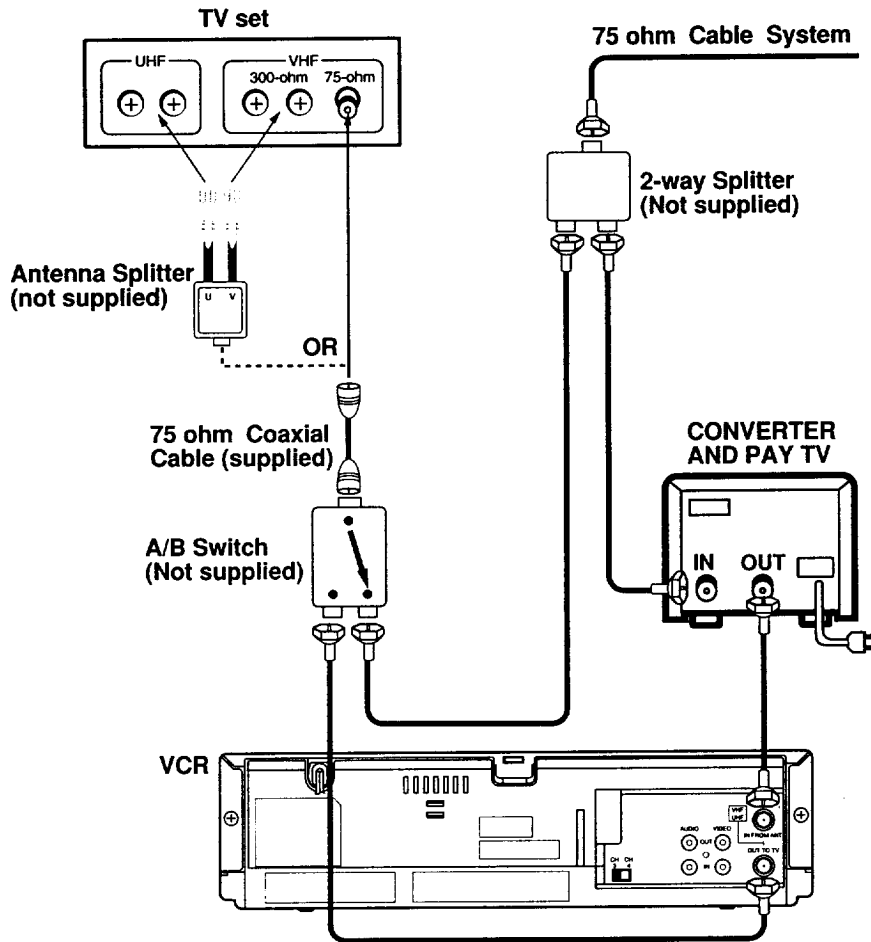 TV set
75 ohm Cable System
UHF
VHF
300-ohm 75-ohm
2-way Splitter
(Not supplied)
Antenna Splitter
(not supplied)
U V
OR
75 ohm Coaxial
Cable (supplied)
CONVERTER
AND PAY TV
A/B Switch
(Not supplied)
IN OUT
VCR
VHF
UHF
IN FROM ANT.
AUDIO VIDEO
OUT
OUT TO TV
CH CH
3 4
IN